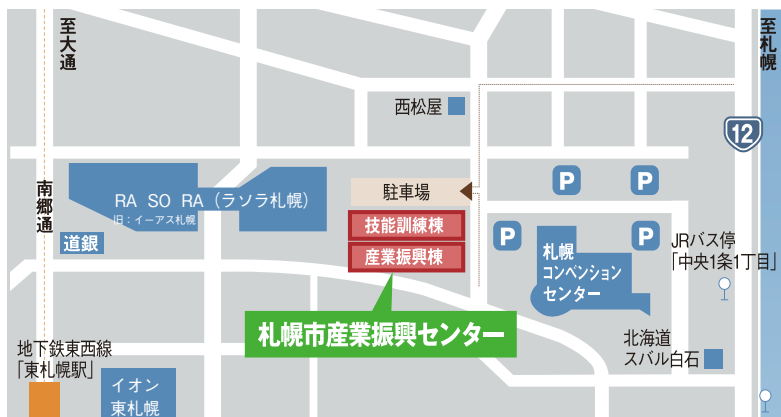 至大通
至札幌
西松屋
12
南郷通
RA SO RA（ラソラ札幌）
旧：イーアス札幌
道銀
駐車場
技能訓練棟
産業振興棟
P
P
P
P
札幌
コンベンション
センター
JRバス停
「中央1条1丁目」
札幌市産業振興センター
北海道
スバル白石
地下鉄東西線
「東札幌駅」
イオン
東札幌